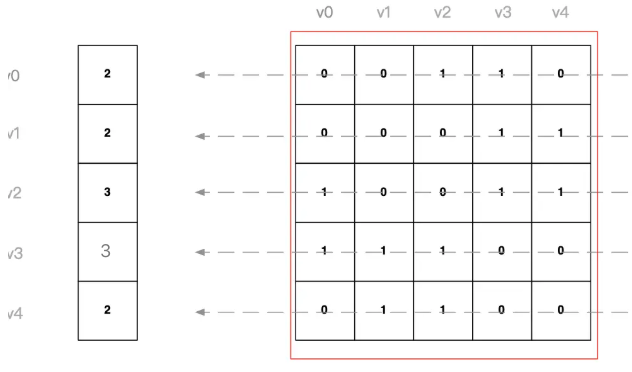 v0 v1 v2 v3 v4
v0 2 0 0 1 1 0
v1 2 0 0 0 1 1
v2 3 1 0 0 1 1
v3 3 1 1 1 0 0
v4 2 0 1 1 0 0